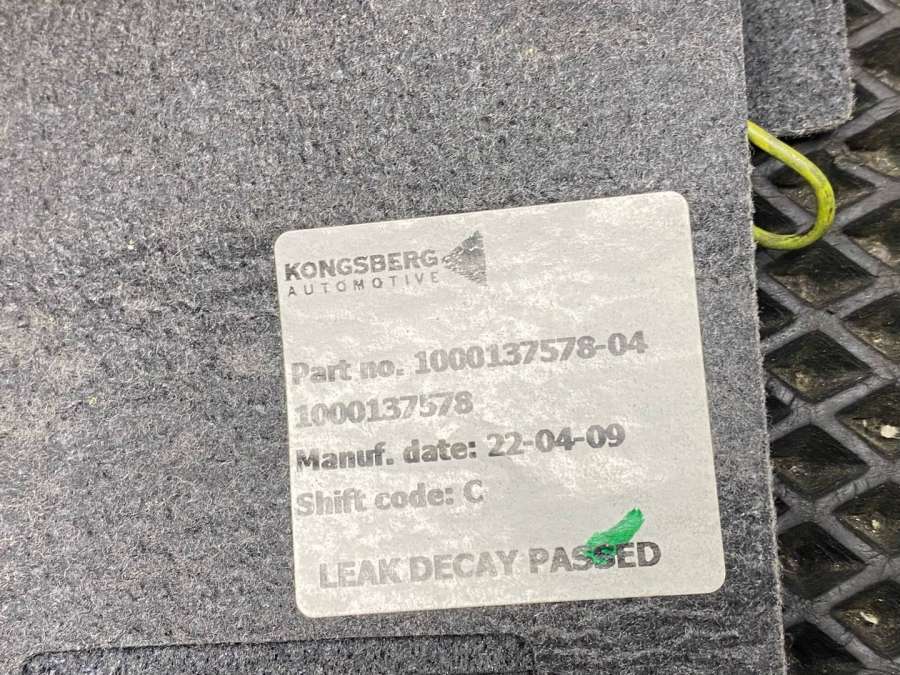 KONGSBERG
AUTOMOTIVE
Part no. 1000137578-04
1000137578
Manuf. date: 22-04-09
Shift code: C
LEAK DECAY PASSED